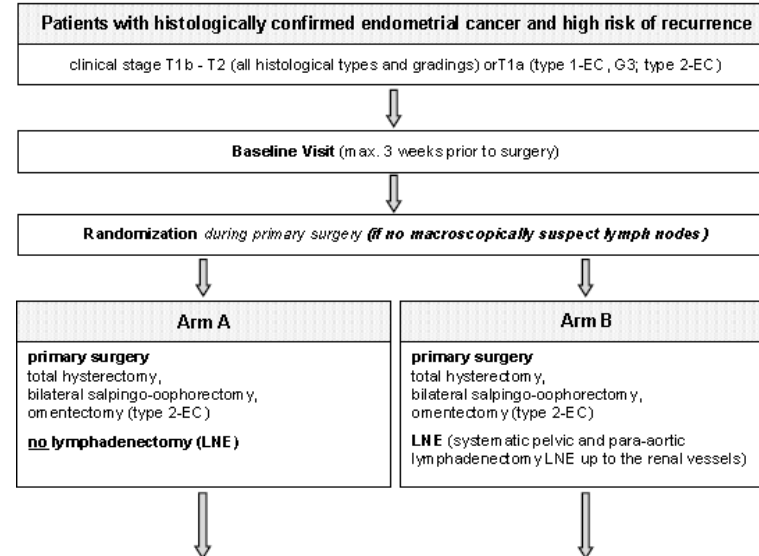 Patients with histologically confirmed endometrial cancer and high risk of recurrence
clinical stage T1b - T2 (all histological types and gradings) orT1a (type 1-EC, G3; type 2-EC)
Baseline Visit (max. 3 weeks prior to surgery)
Randomization during primary surgery (if no macroscopically suspect lymph nodes)
Arm A
primary surgery
total hysterectomy,
bilateral salpingo-oophorectomy,
omentectomy (type 2-EC)
no lymphadenectomy (LNE)
Arm B
primary surgery
total hysterectomy,
bilateral salpingo-oophorectomy,
omentectomy (type 2-EC)
LNE (systematic pelvic and para-aortic
lymphadenectomy LNE up to the renal vessels)